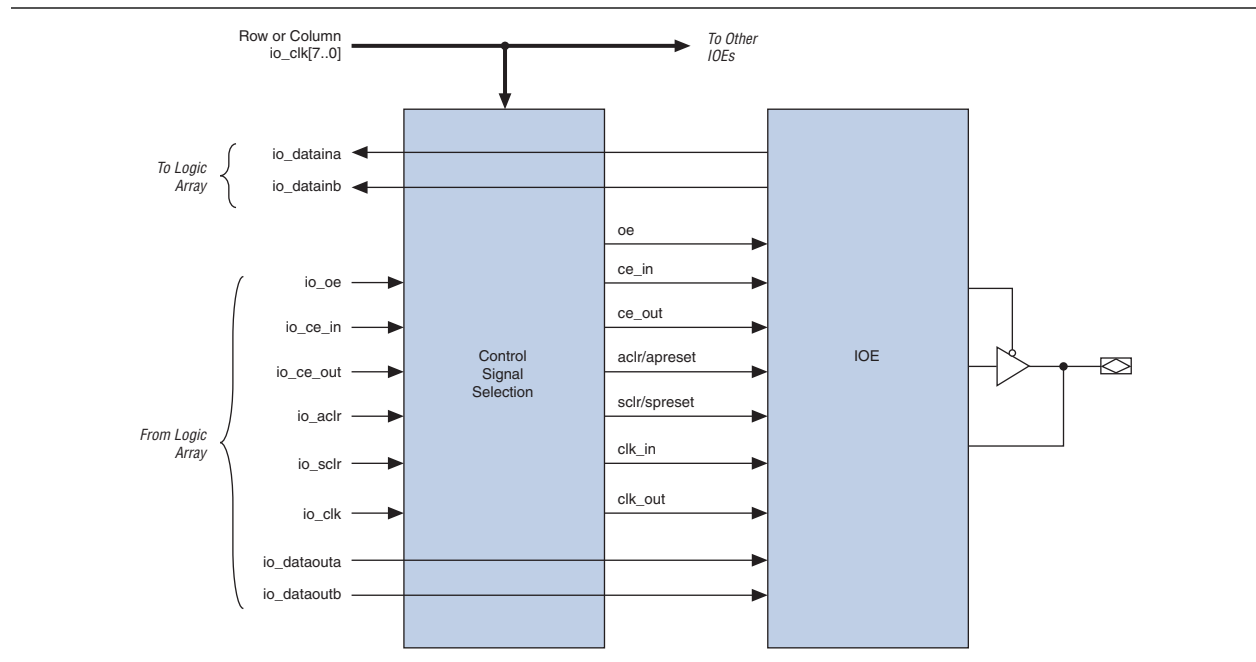 Row or Column
io_clk[7..0]
To Other
IOEs
To Logic
Array
io_dataina
io_datainb
oe
ce_in
ce_out
aclr/apreset
sclr/spreset
clk_in
clk_out
Control
Signal
Selection
IOE
From Logic
Array
io_oe
io_ce_in
io_ce_out
io_aclr
io_sclr
io_clk
io_dataouta
io_dataoutb